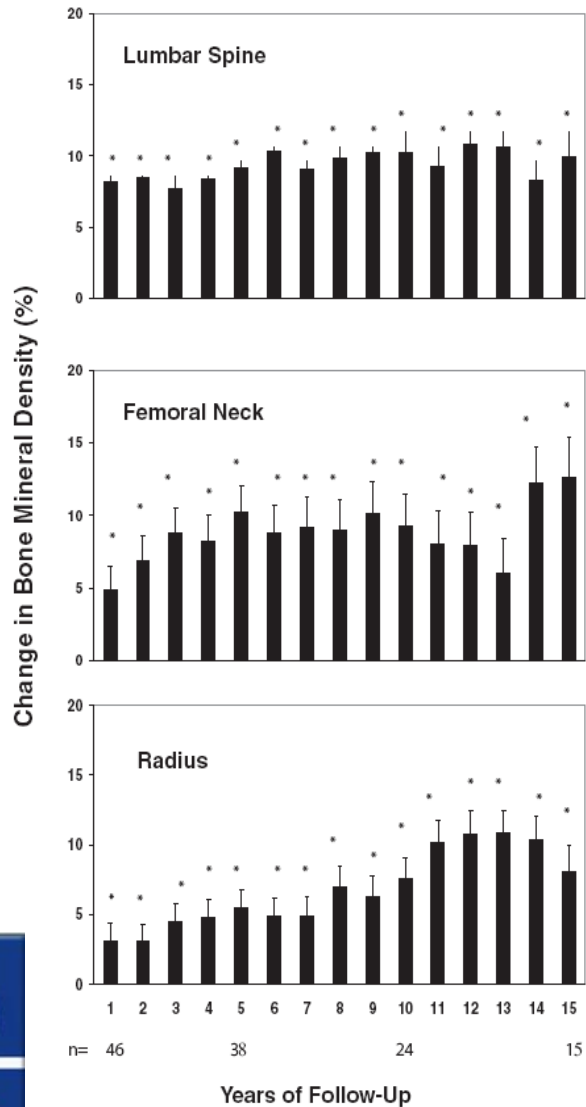 Change in Bone Mineral Density (%)
20
Lumbar Spine
15
* * * * * * * * * * * * * * *
10
5
0
20
Femoral Neck
15
* * * * * * * * * * * * * * *
10
5
0
20
Radius
15
* * * * * * * * * * * * * * *
10
5
0
1 2 3 4 5 6 7 8 9 10 11 12 13 14 15
n= 46 38 24 15
Years of Follow-Up